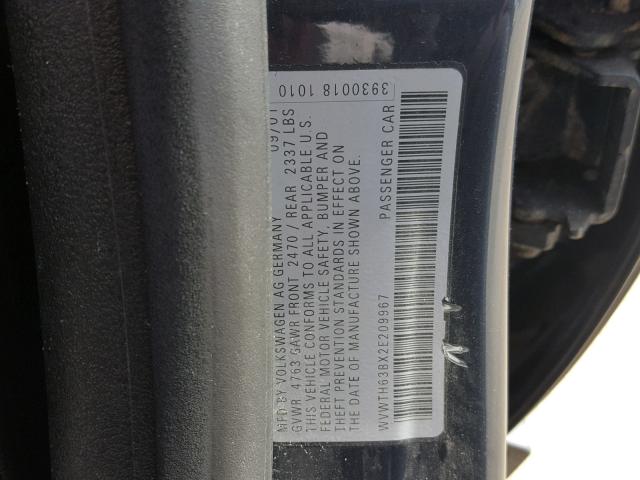 MFD BY VOLKSWAGEN AG GERMANY 09/01
GVWR 4763 GAWR FRONT 2470 / REAR 2337 LBS
THIS VEHICLE CONFORMS TO ALL APPLICABLE U.S.
FEDERAL MOTOR VEHICLE SAFETY, BUMPER AND
THEFT PREVENTION STANDARDS IN EFFECT ON
THE DATE OF MANUFACTURE SHOWN ABOVE.
WVWTH63BX2E209967 PASSENGER CAR
3930018 1010